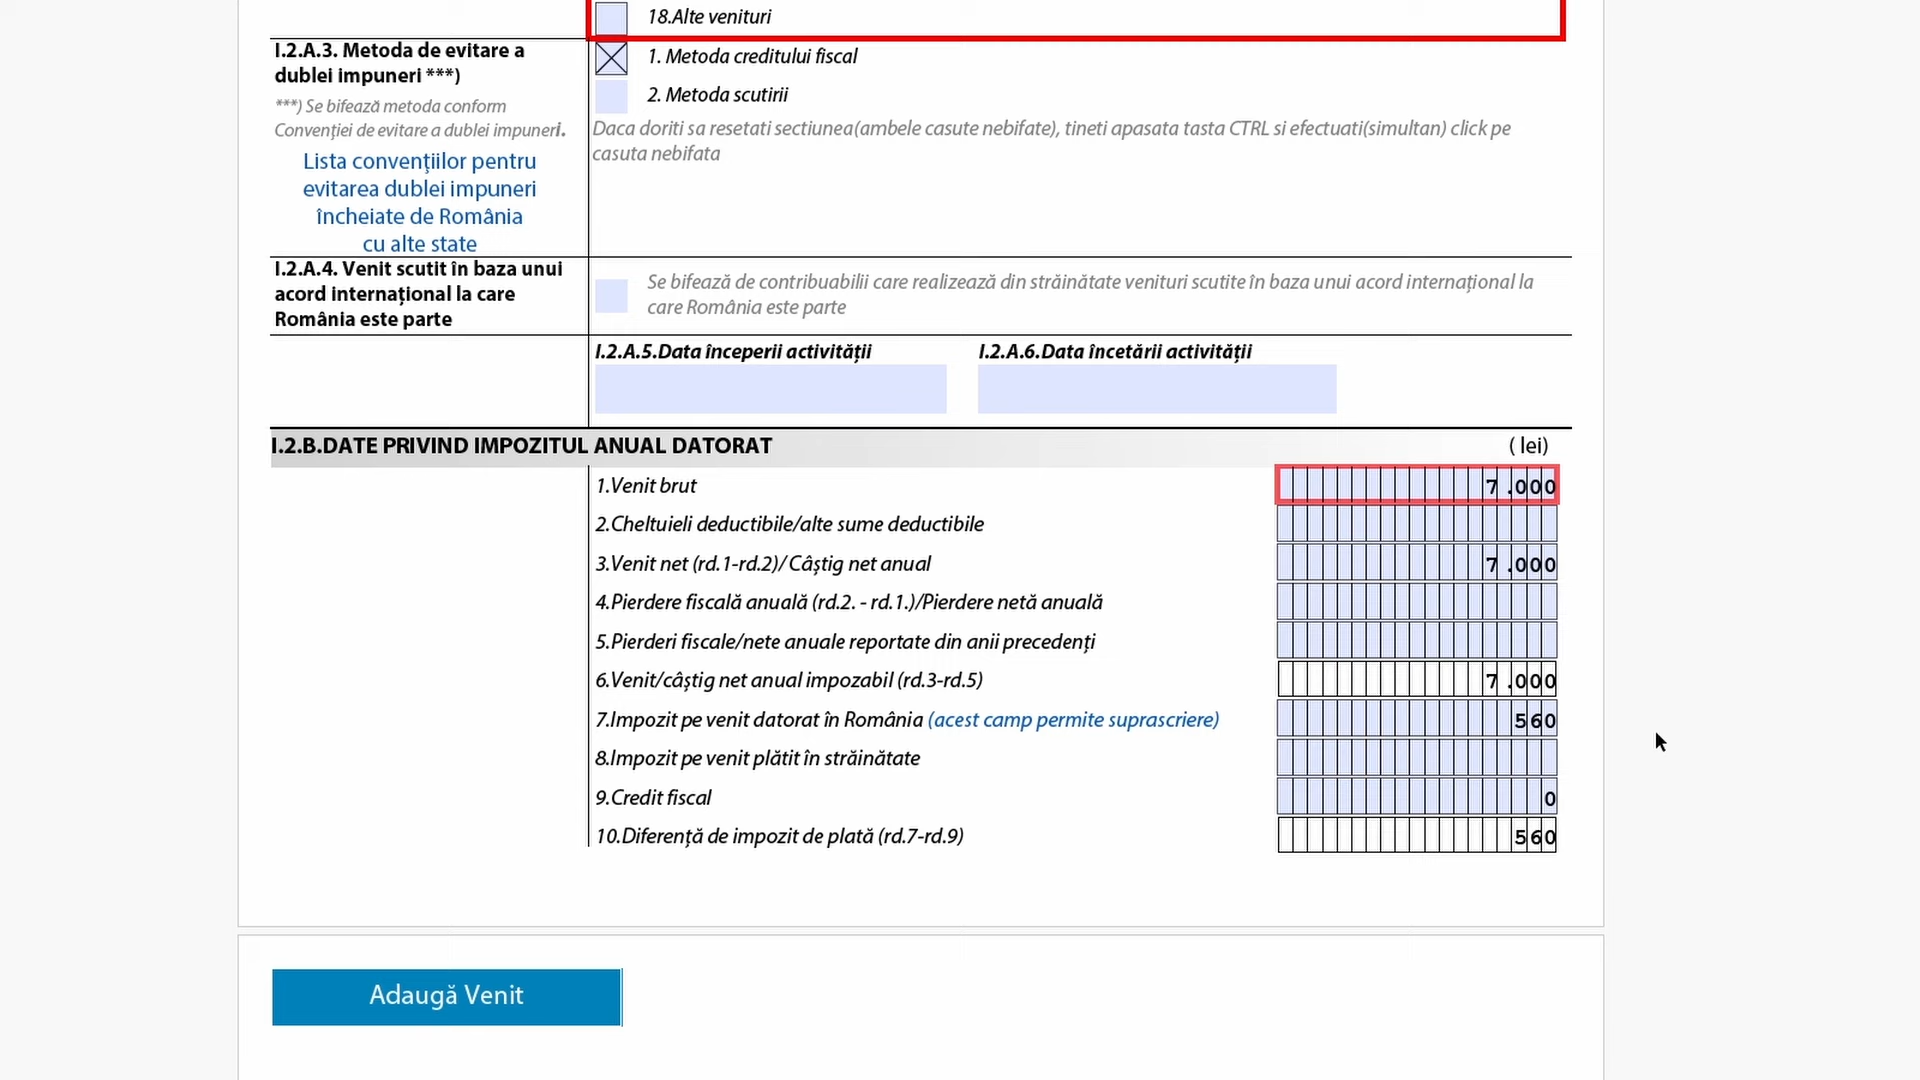 18.Alte venituri
I.2.A.3. Metoda de evitare a dublei impuneri ***)
***) Se bifează metoda conform
Convenției de evitare a dublei impuneri.
Lista convenţiilor pentru
evitarea dublei impuneri
încheiate de România
cu alte state
1. Metoda creditului fiscal
2. Metoda scutirii
Daca doriti sa resetati sectiunea(ambele casute nebifate), tineti apasata tasta CTRL si efectuati(simultan) click pe
casuta nebifata
I.2.A.4. Venit scutit în baza unui
acord internațional la care
România este parte
Se bifează de contribuabilii care realizează din străinătate venituri scutite în baza unui acord internațional la
care România este parte
I.2.A.5.Data începerii activității
I.2.A.6.Data încetării activității
I.2.B.DATE PRIVIND IMPOZITUL ANUAL DATORAT ( lei)
1.Venit brut 7.000
2.Cheltuieli deductibile/alte sume deductibile
3.Venit net (rd.1-rd.2)/ Câștig net anual 7.000
4.Pierdere fiscală anuală (rd.2. - rd.1.)/Pierdere netă anuală
5.Pierderi fiscale/nete anuale reportate din anii precedenți
6.Venit/câștig net anual impozabil (rd.3-rd.5) 7.000
7.Impozit pe venit datorat în România (acest camp permite suprascriere) 560
8.Impozit pe venit plătit în străinătate
9.Credit fiscal 0
10.Diferență de impozit de plată (rd.7-rd.9) 560
Adaugă Venit